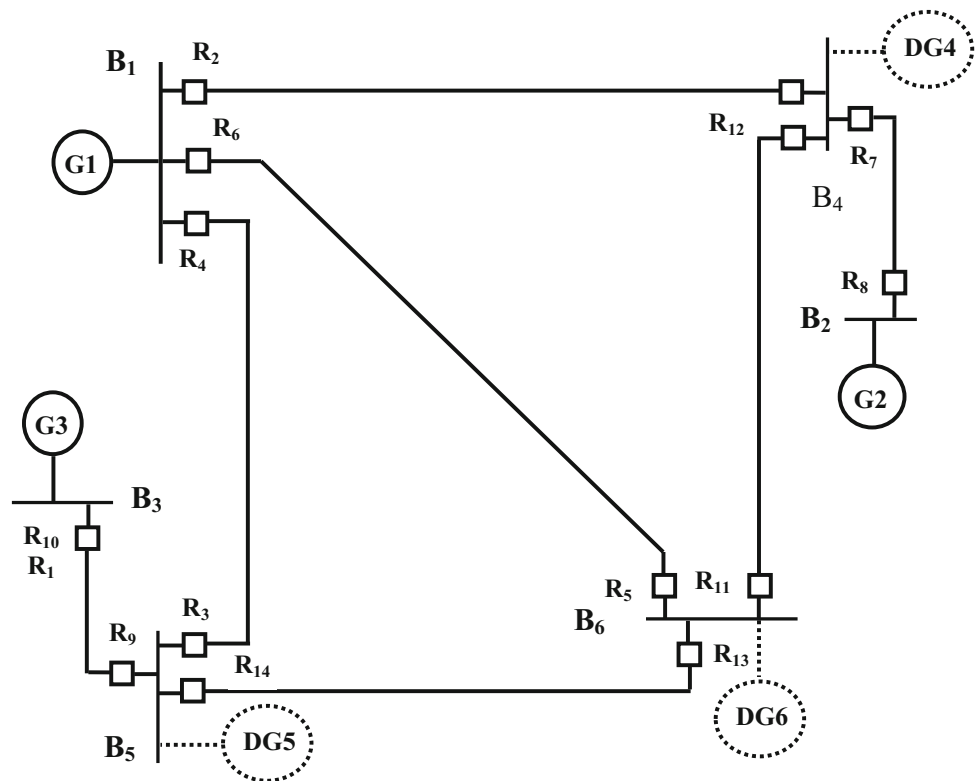 DG4
B₁
R₂
R₆
R₁₂
G1
R₇
B₄
R₄
R₈
B₂
G2
G3
B₃
R₁₀
R₁
R₅
R₁₁
R₃
B₆
R₉
R₁₄
R₁₃
DG6
B₅
DG5